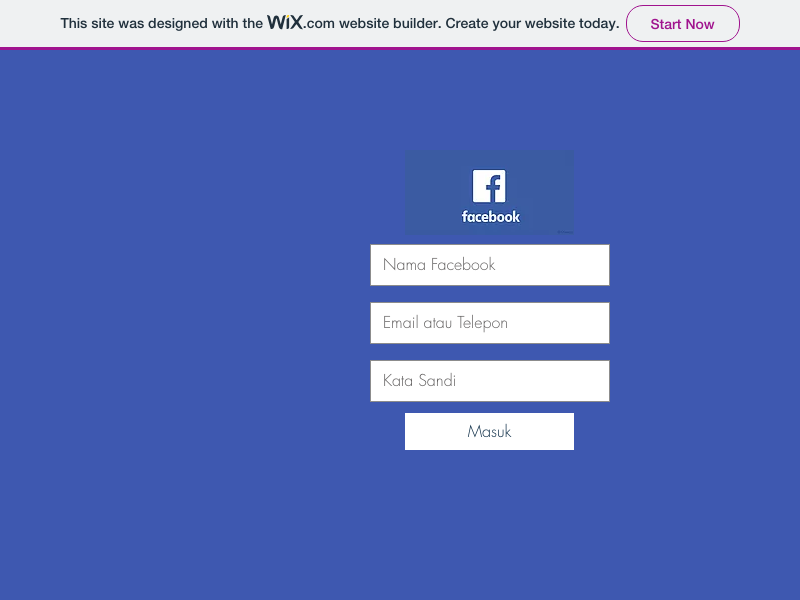 This site was designed with the WiX.com website builder. Create your website today. Start Now
facebook
Nama Facebook
Email atau Telepon
Kata Sandi
Masuk